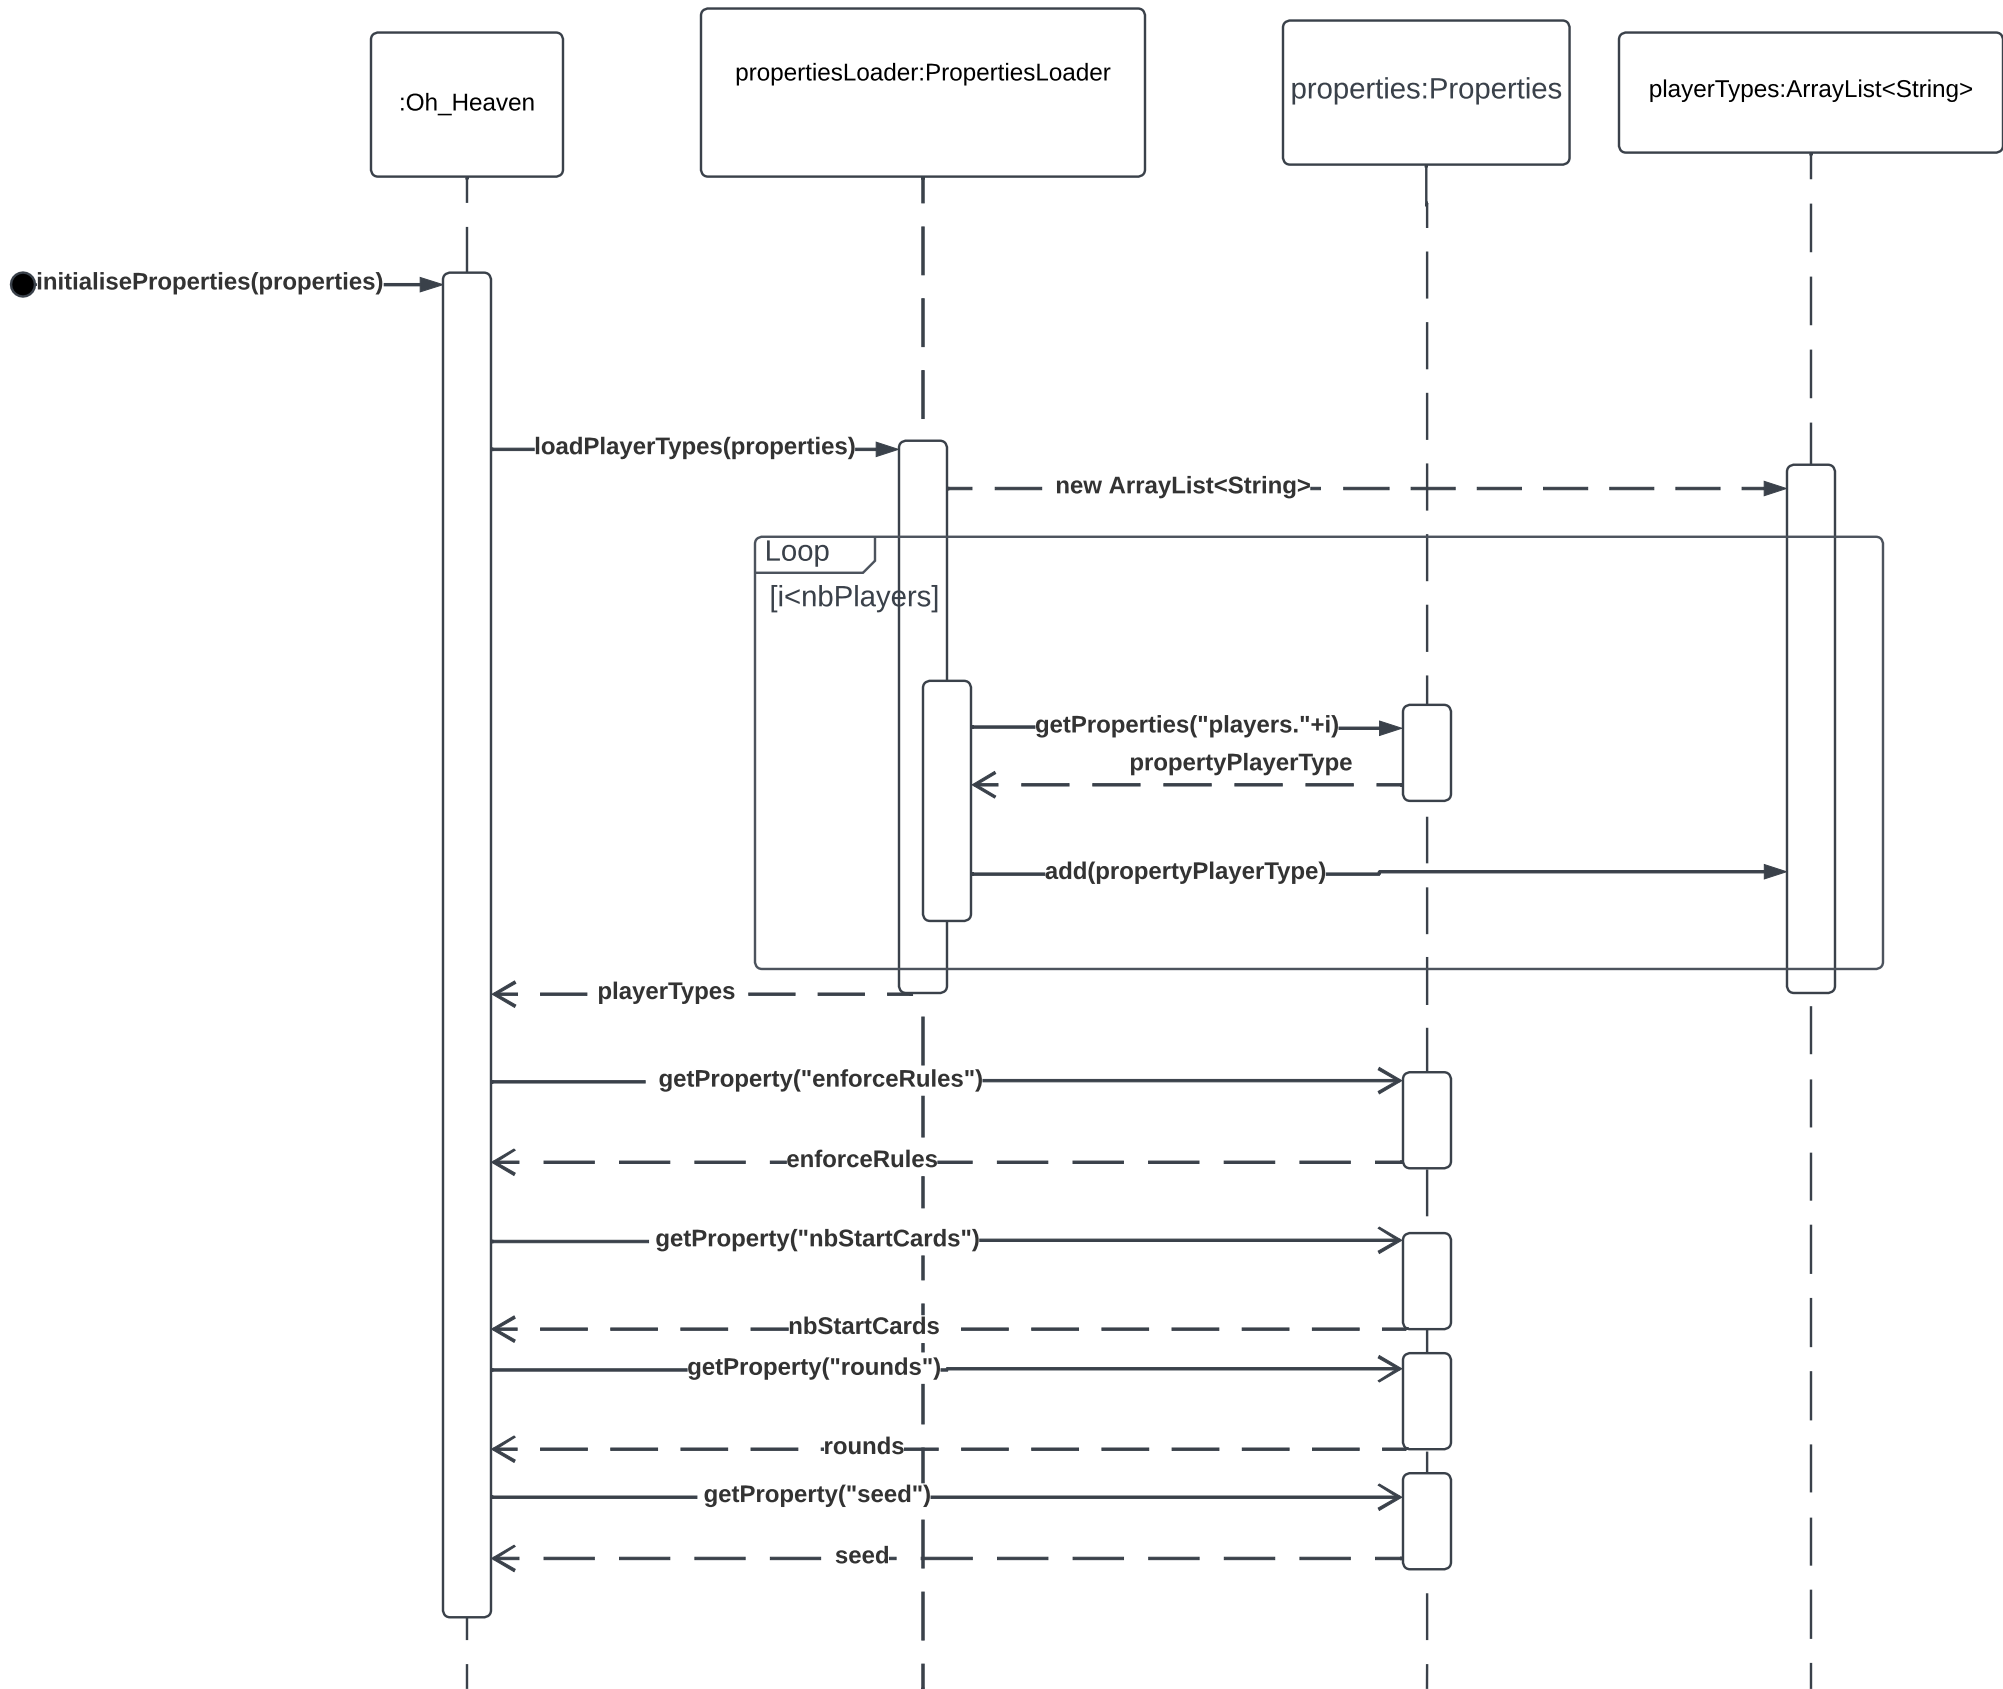 :Oh_Heaven
propertiesLoader:PropertiesLoader
properties:Properties
playerTypes:ArrayList<String>
initialiseProperties(properties)
loadPlayerTypes(properties)
new ArrayList<String>
Loop
[i<nbPlayers]
getProperties("players."+i)
propertyPlayerType
add(propertyPlayerType)
playerTypes
getProperty("enforceRules")
enforceRules
getProperty("nbStartCards")
nbStartCards
getProperty("rounds")
rounds
getProperty("seed")
seed